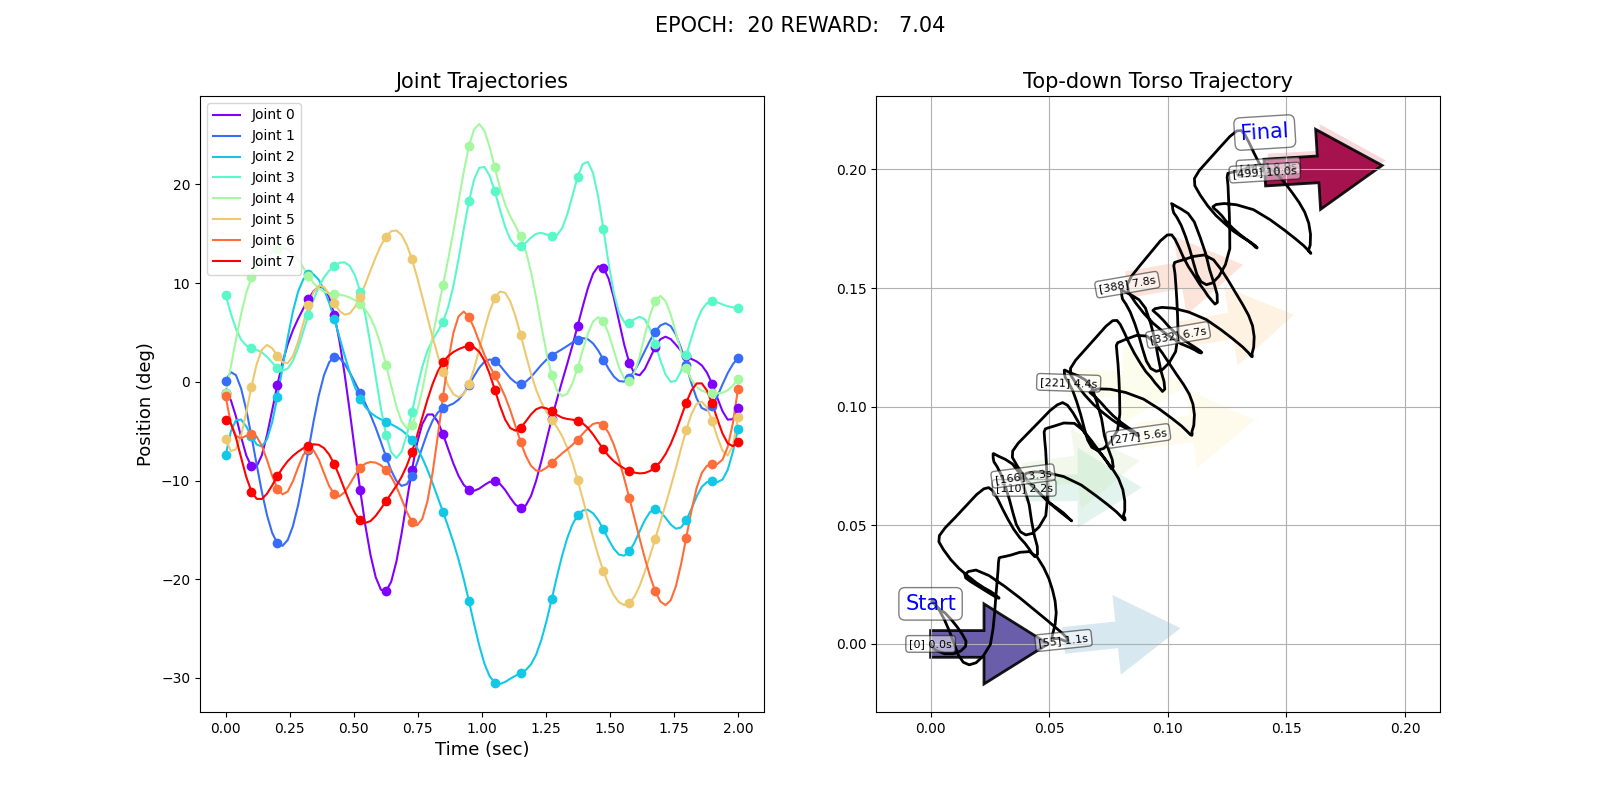 EPOCH:  20 REWARD:   7.04
Joint Trajectories
Joint 0
Joint 1
Joint 2
Joint 3
Joint 4
Joint 5
Joint 6
Joint 7
20
10
0
−10
−20
−30
Position (deg)
0.00 0.25 0.50 0.75 1.00 1.25 1.50 1.75 2.00
Time (sec)
Top-down Torso Trajectory
Final
[499] 10.0s
[388] 7.8s
[332] 6.7s
[221] 4.4s
[277] 5.6s
[166] 3.3s
[110] 2.2s
Start
[0] 0.0s
[55] 1.1s
0.20
0.15
0.10
0.05
0.00
0.00 0.05 0.10 0.15 0.20